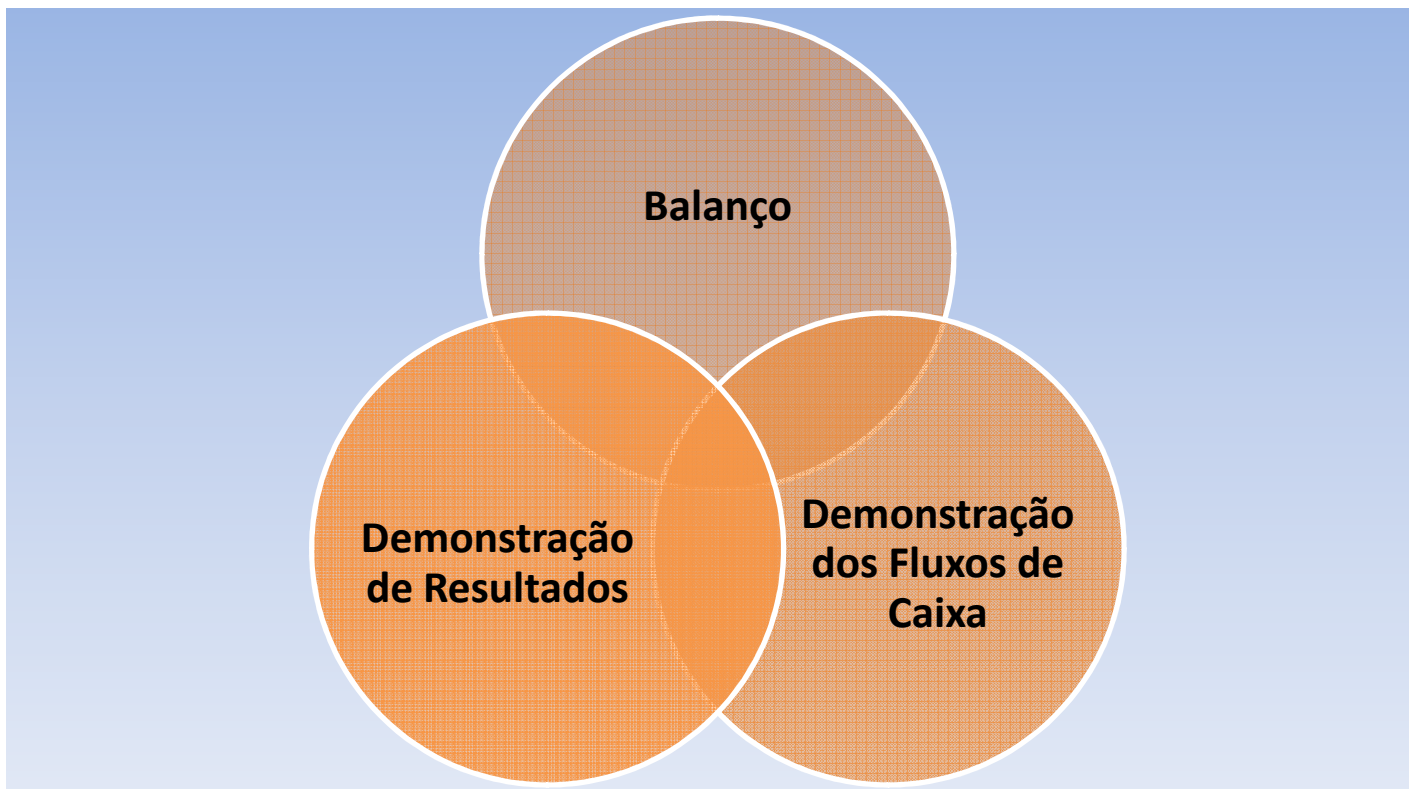 Balanço
Demonstração
de Resultados
Demonstração
dos Fluxos de
Caixa